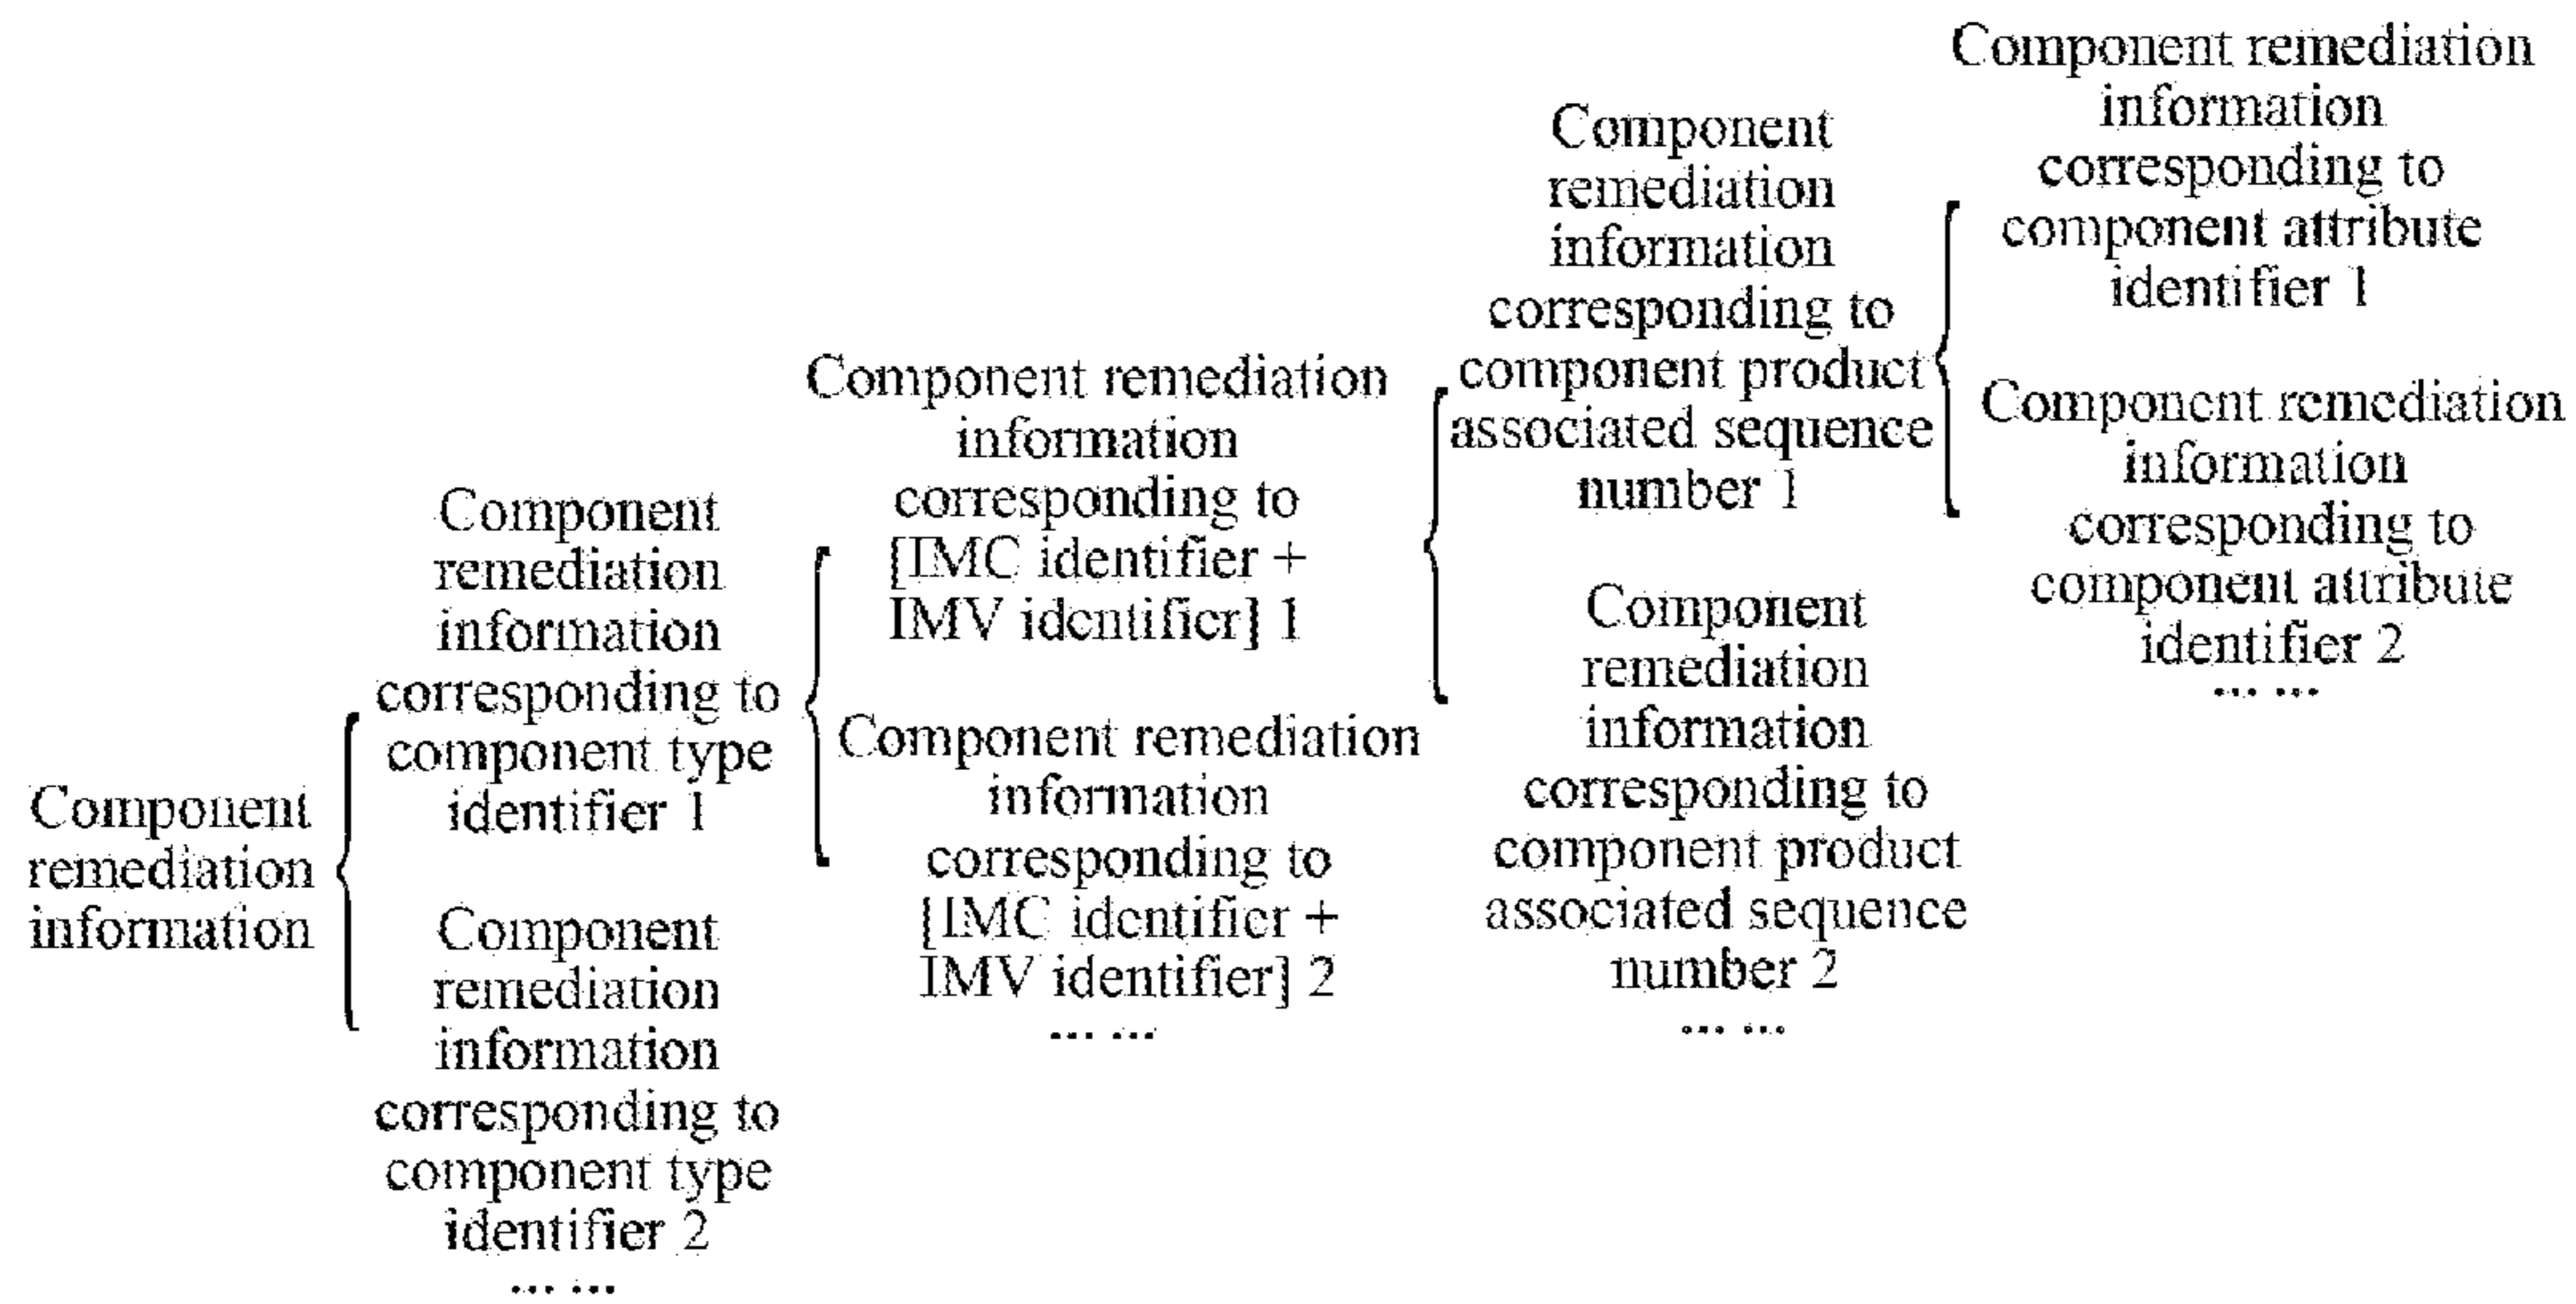 Component
remediation
information
Component
remediation
information
corresponding to
component type
identifier 1
Component
remediation
information
corresponding to
component type
identifier 2
... ...
Component remediation
information
corresponding to
[IMC identifier +
IMV identifier] 1
Component remediation
information
corresponding to
[IMC identifier +
IMV identifier] 2
... ...
Component
remediation
information
corresponding to
component product
associated sequence
number 1
Component
remediation
information
corresponding to
component product
associated sequence
number 2
... ...
Component remediation
information
corresponding to
component attribute
identifier 1
Component remediation
information
corresponding to
component attribute
identifier 2
... ...